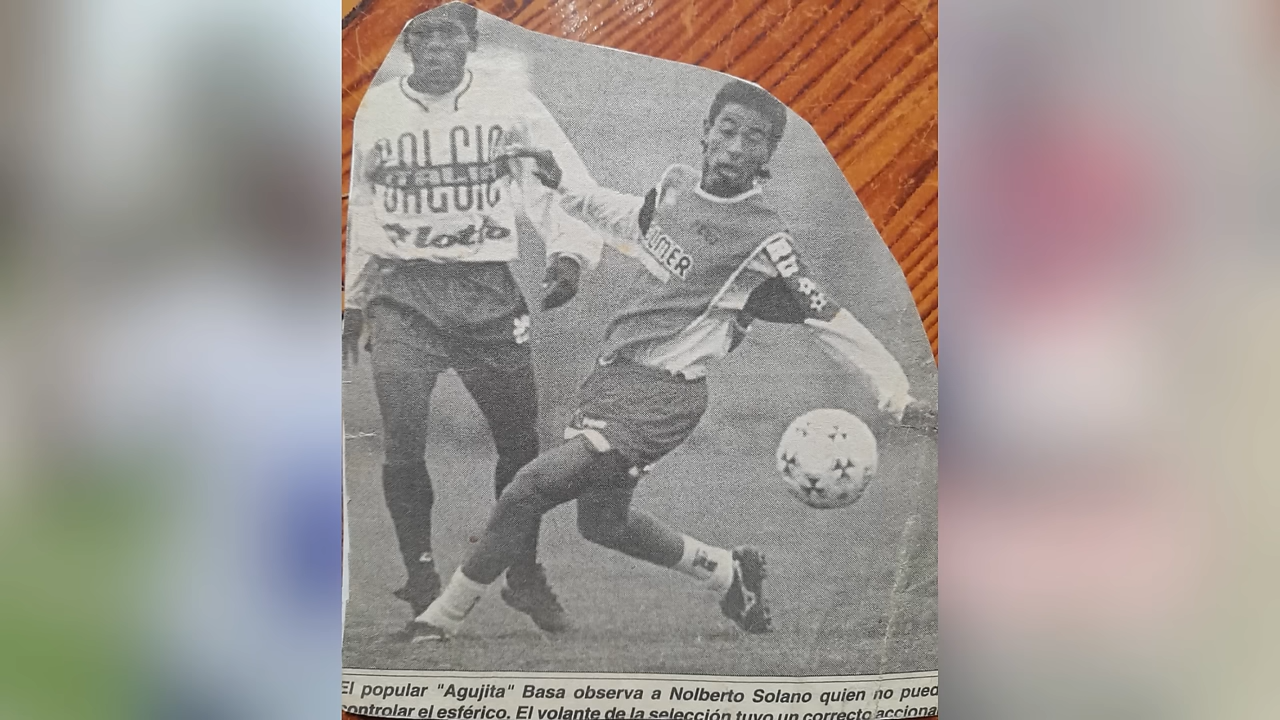 CALCIO
ITALIA
lotto
El popular "Agujita" Basa observa a Nolberto Solano quien no pued
controlar el esférico. El volante de la selección tuvo un correcto acciona